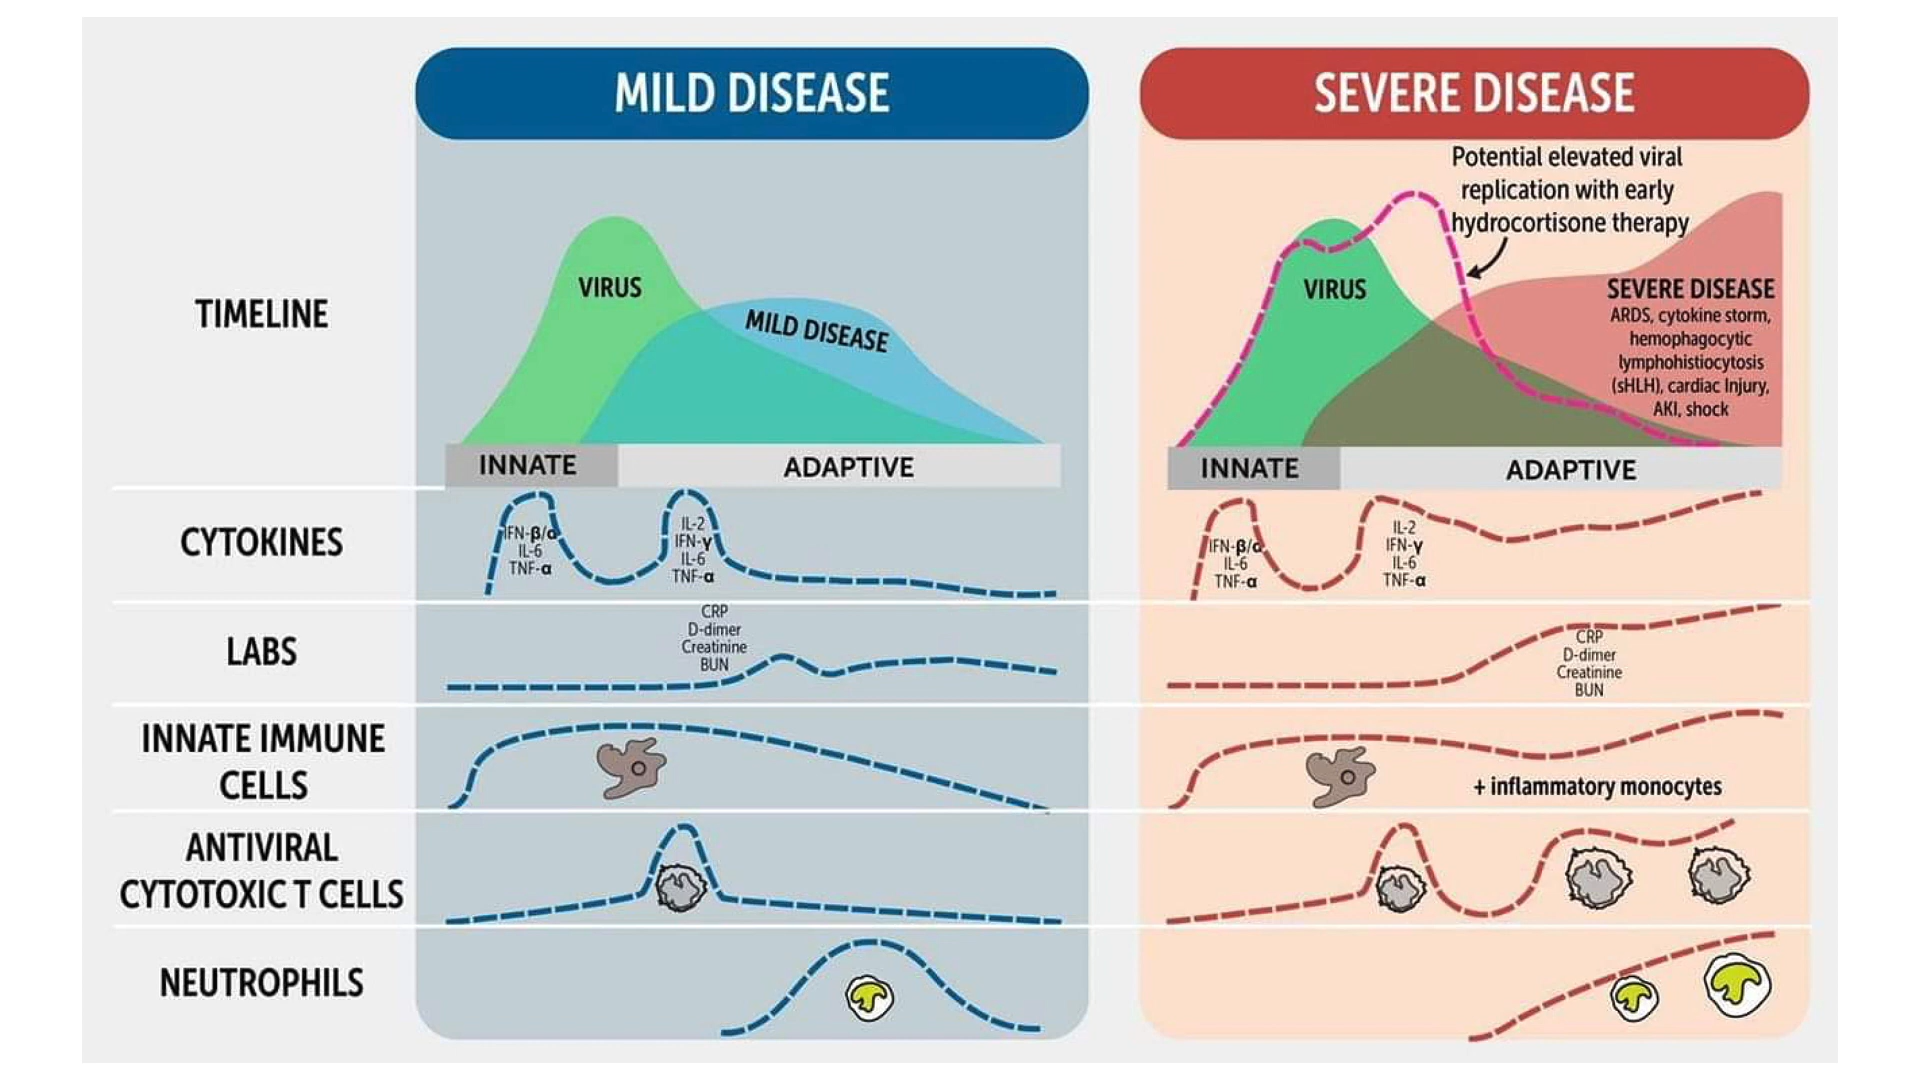 MILD DISEASE
SEVERE DISEASE
TIMELINE
VIRUS
MILD DISEASE
INNATE
ADAPTIVE
Potential elevated viral
replication with early
hydrocortisone therapy
VIRUS
SEVERE DISEASE
ARDS, cytokine storm,
hemophagocytic
lymphohistiocytosis
(sHLH), cardiac Injury,
AKI, shock
INNATE
ADAPTIVE
CYTOKINES
IFN-β/α
IL-6
TNF-α
IL-2
IFN-γ
IL-6
TNF-α
IFN-β/α
IL-6
TNF-α
IL-2
IFN-γ
IL-6
TNF-α
LABS
CRP
D-dimer
Creatinine
BUN
CRP
D-dimer
Creatinine
BUN
INNATE IMMUNE
CELLS
+ inflammatory monocytes
ANTIVIRAL
CYTOTOXIC T CELLS
NEUTROPHILS